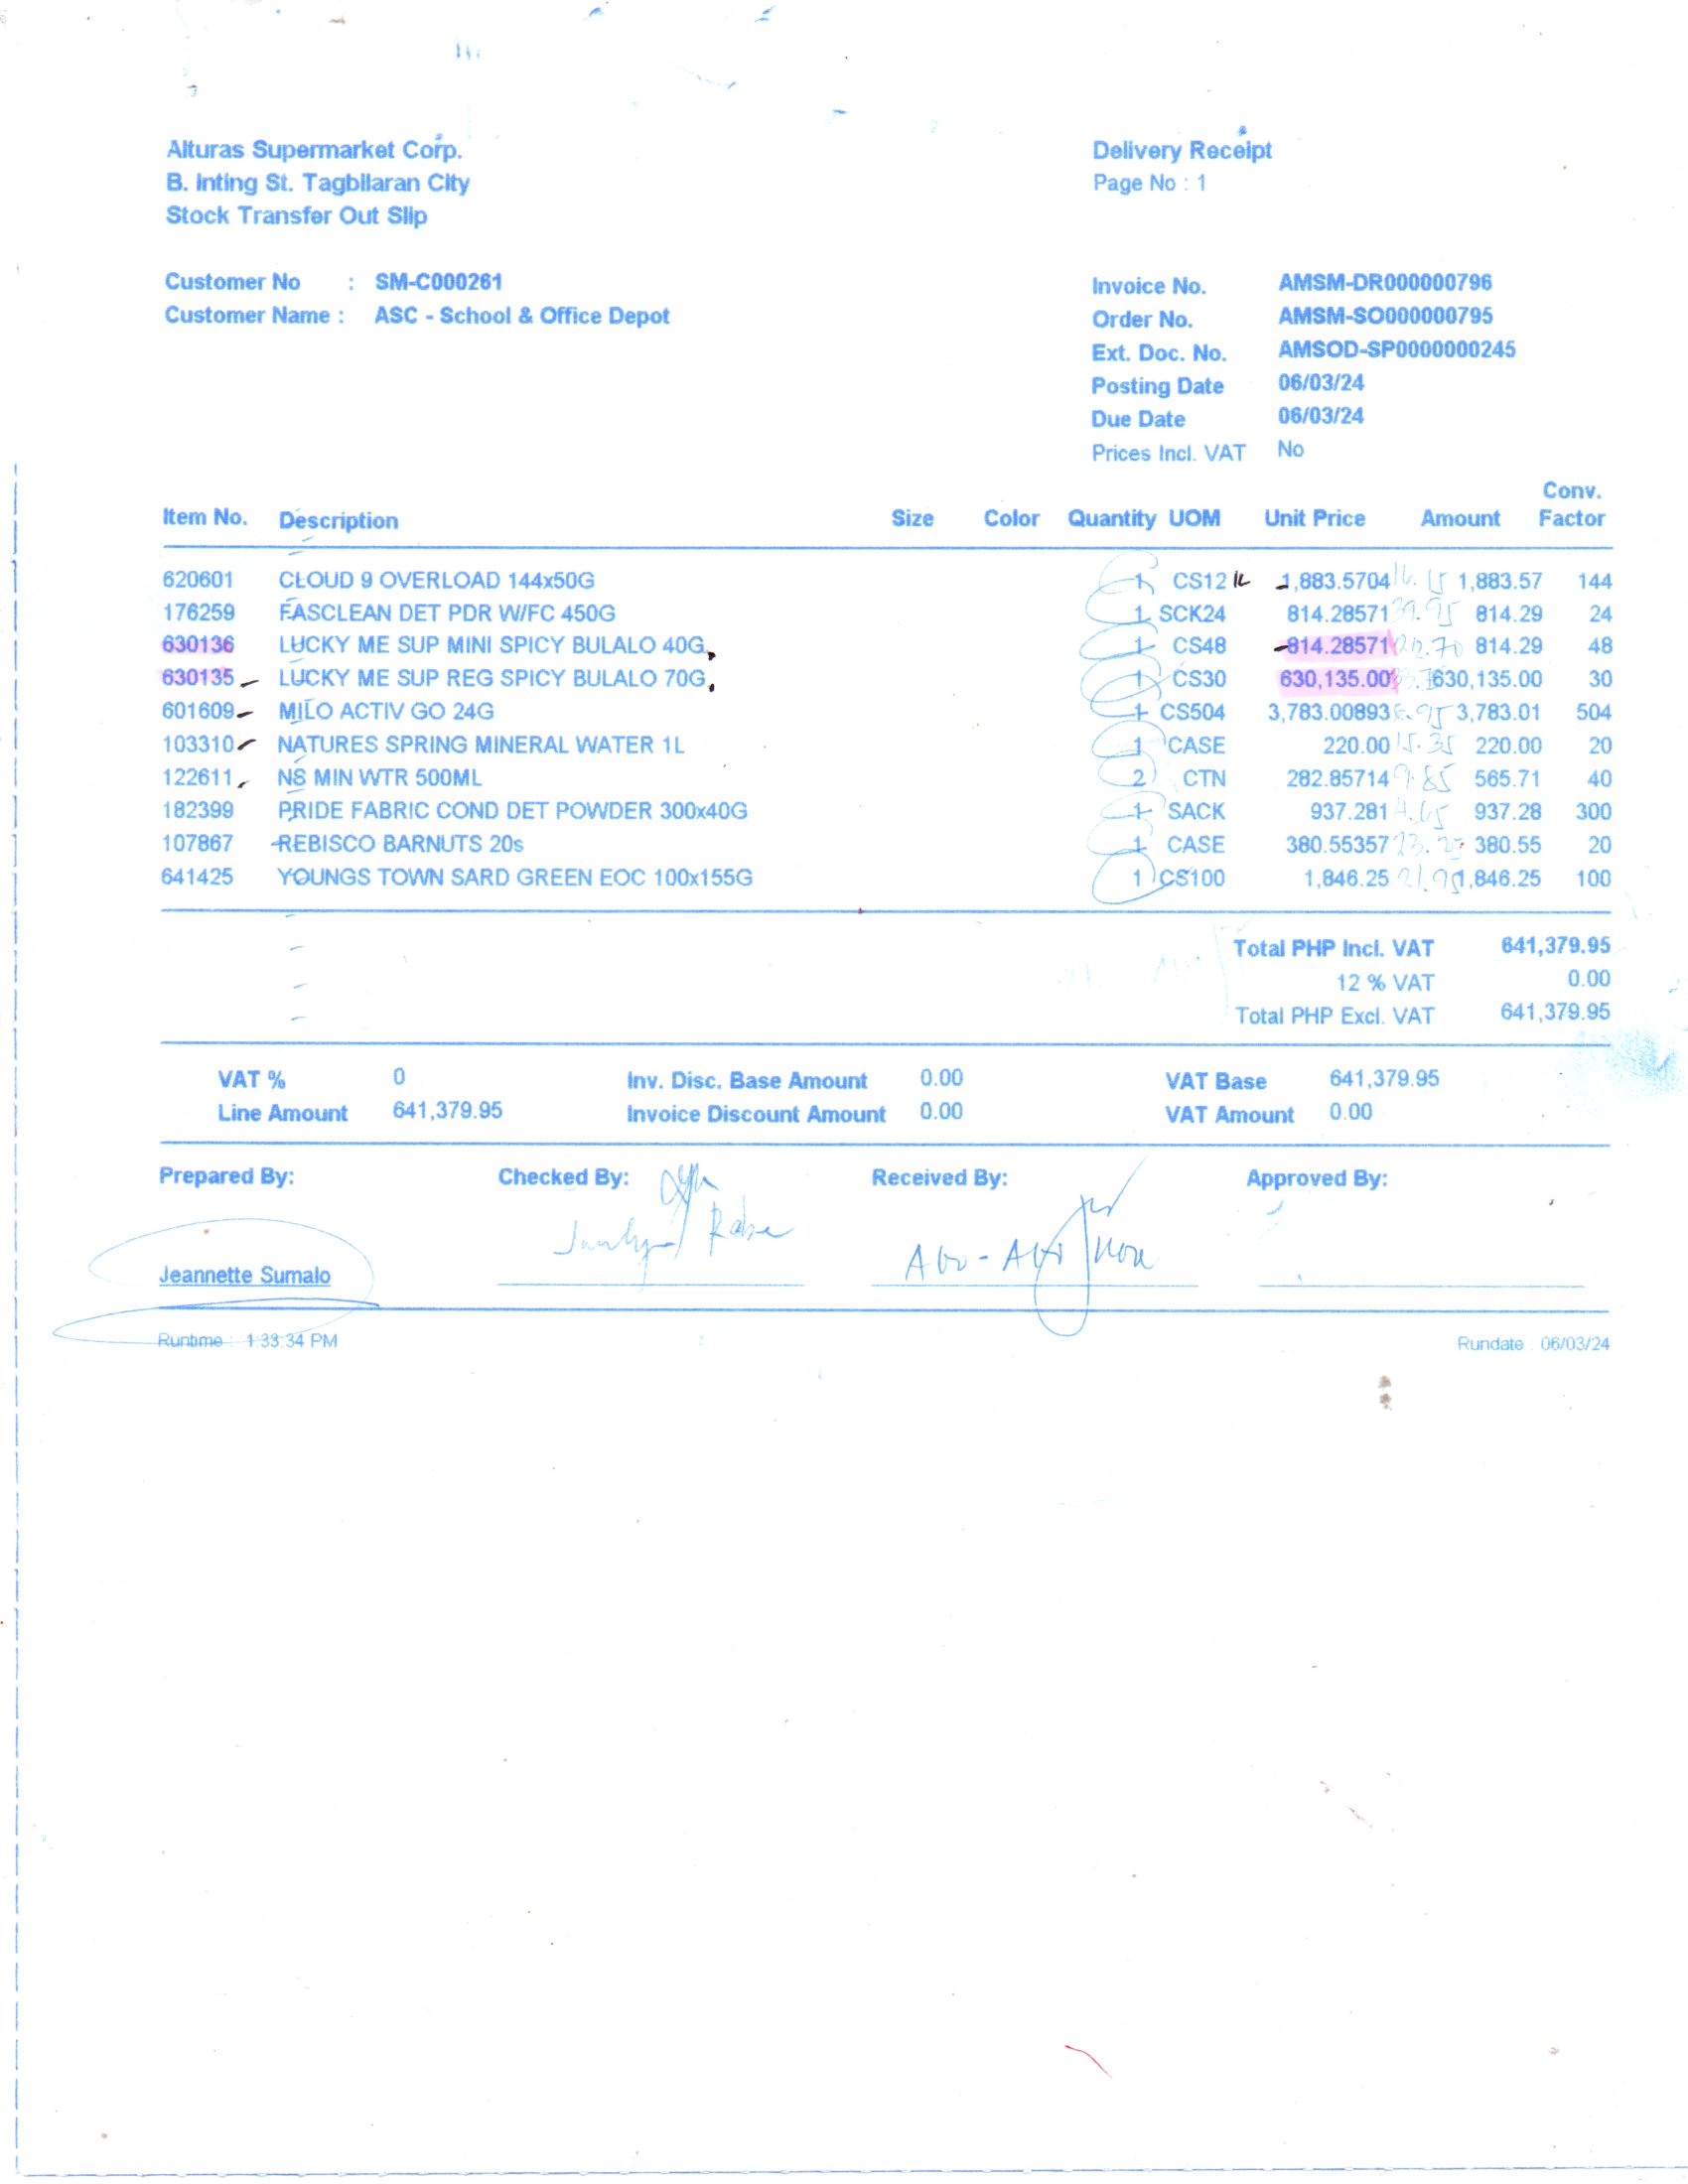 Alturas Supermarket Corp.
B. Inting St. Tagbilaran City
Stock Transfer Out Slip
Delivery Receipt
Page No : 1
Customer No : SM-C000261
Customer Name : ASC - School & Office Depot
Invoice No. AMSM-DR000000796
Order No. AMSM-SO000000795
Ext. Doc. No. AMSOD-SP0000000245
Posting Date 06/03/24
Due Date 06/03/24
Prices Incl. VAT No
Item No. Description Size Color Quantity UOM Unit Price Amount Conv. Factor
620601 CLOUD 9 OVERLOAD 144x50G 1 CS12 1,883.5704 1,883.57 144
176259 FASCLEAN DET PDR W/FC 450G 1 SCK24 814.28571 39.95 814.29 24
630136 LUCKY ME SUP MINI SPICY BULALO 40G 1 CS48 814.28571 814.29 48
630135 LUCKY ME SUP REG SPICY BULALO 70G 1 CS30 630,135.00 630,135.00 30
601609 MILO ACTIV GO 24G 1 CS504 3,783.00893 3,783.01 504
103310 NATURES SPRING MINERAL WATER 1L 1 CASE 220.00 15.35 220.00 20
122611 NS MIN WTR 500ML 2 CTN 282.85714 9.85 565.71 40
182399 PRIDE FABRIC COND DET POWDER 300x40G 1 SACK 937.281 937.28 300
107867 REBISCO BARNUTS 20s 1 CASE 380.55357 380.55 20
641425 YOUNGS TOWN SARD GREEN EOC 100x155G 1 CS100 1,846.25 1,846.25 100
Total PHP Incl. VAT 641,379.95
12 % VAT 0.00
Total PHP Excl. VAT 641,379.95
VAT % 0 Inv. Disc. Base Amount 0.00 VAT Base 641,379.95
Line Amount 641,379.95 Invoice Discount Amount 0.00 VAT Amount 0.00
Prepared By: Checked By: Received By: Approved By:
Jeannette Sumalo
Runtime : 1:33:34 PM Rundate : 06/03/24